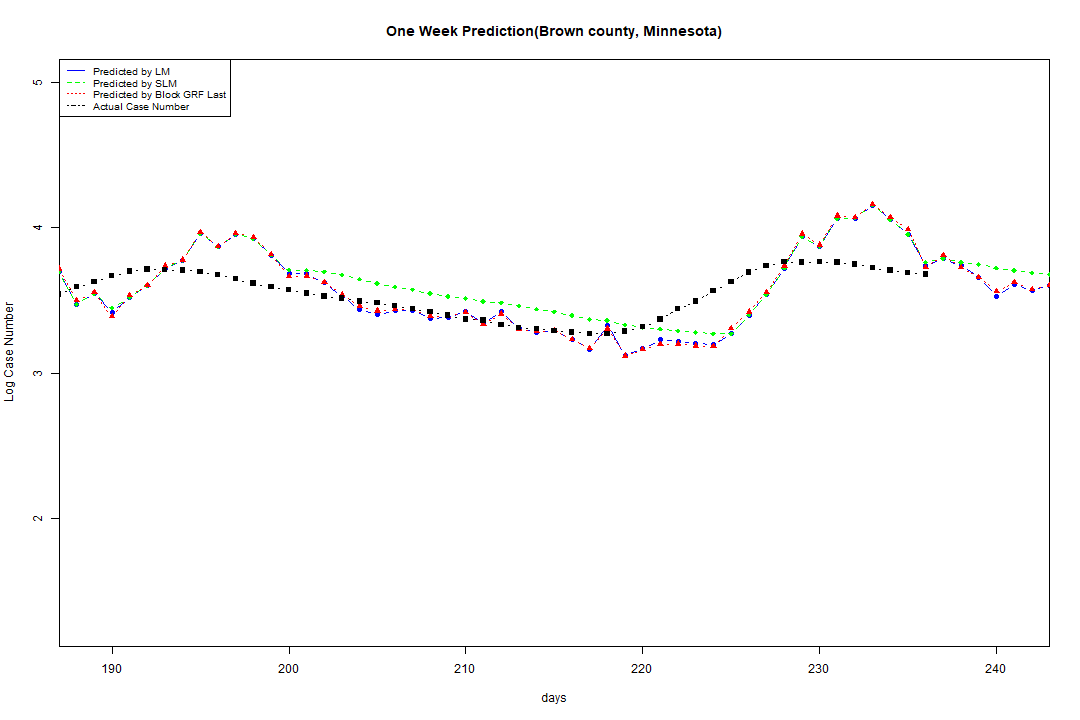 One Week Prediction(Brown county, Minnesota)
Predicted by LM
Predicted by SLM
Predicted by Block GRF Last
Actual Case Number
5
4
3
2
Log Case Number
190 200 210 220 230 240
days